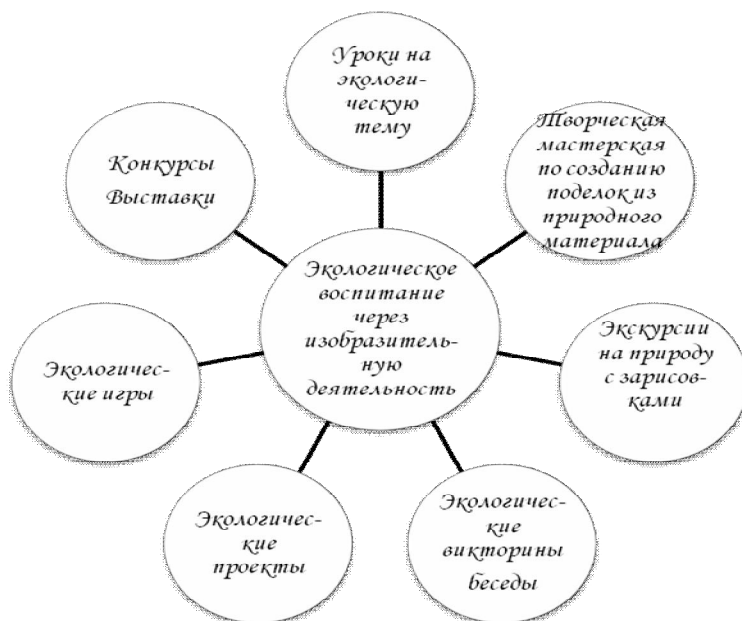 Уроки на
экологи-
ческую
тему
Творческая
мастерская
по созданию
поделок из
природного
материала
Экскурсии
на природу
с зарисов-
ками
Экологичес-
кие
викторины
беседы
Экологичес-
кие
проекты
Экологичес-
кие игры
Конкурсы
Выставки
Экологическое
воспитание
через
изобразитель-
ную
деятельность